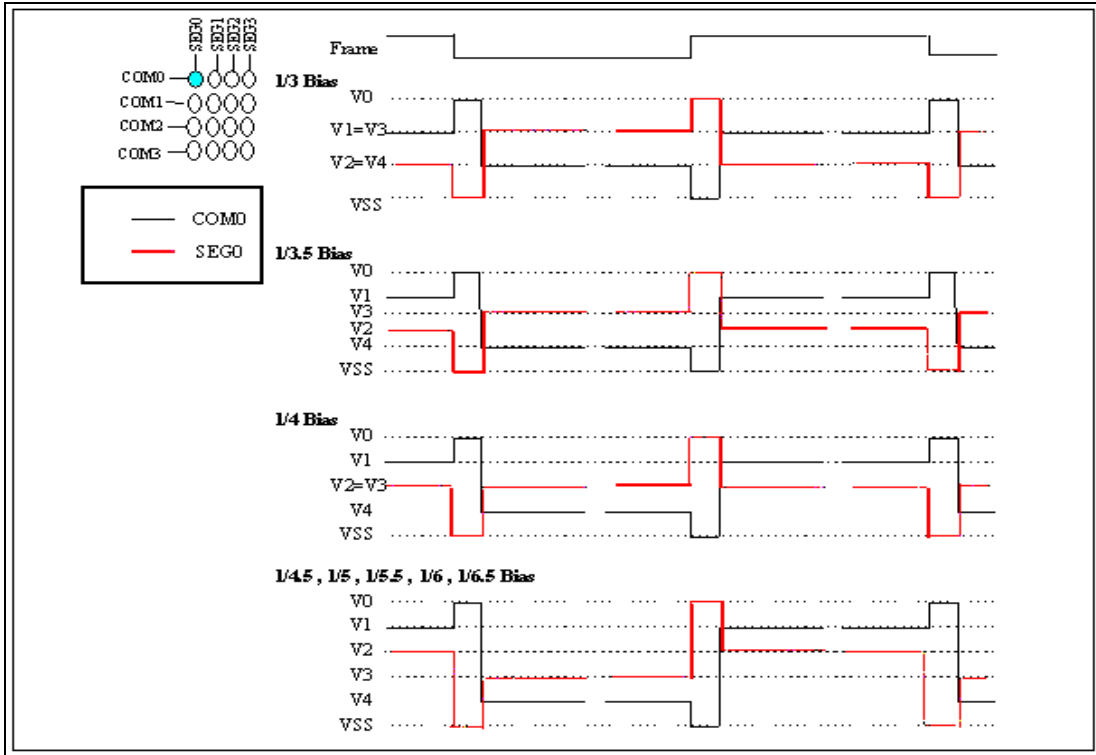 SEG0
SEG1
SEG2
SEG3
COM0
COM1
COM2
COM3
COM0
SEG0
Frame
1/3 Bias
V0
V1=V3
V2=V4
VSS
1/3.5 Bias
V0
V1
V3
V2
V4
VSS
1/4 Bias
V0
V1
V2=V3
V4
VSS
1/4.5 , 1/5 , 1/5.5 , 1/6 , 1/6.5 Bias
V0
V1
V2
V3
V4
VSS